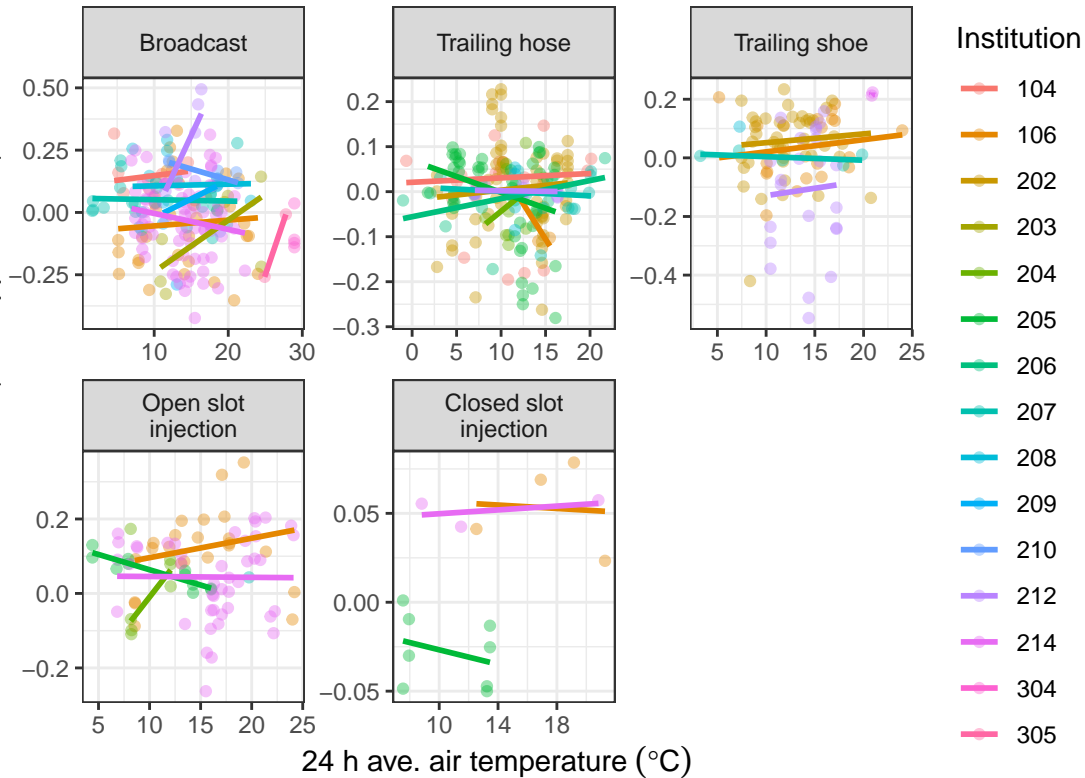 Broadcast
Trailing hose
Trailing shoe
Institution
0.50
0.25
0.00
−0.25
10 20 30
0.2
0.1
0.0
−0.1
−0.2
−0.3
0 5 10 15 20
0.2
0.0
−0.2
−0.4
5 10 15 20 25
Open slot
injection
Closed slot
injection
0.2
0.0
−0.2
5 10 15 20 25
0.05
0.00
−0.05
10 14 18
24 h ave. air temperature (°C)
104
106
202
203
204
205
206
207
208
209
210
212
214
304
305